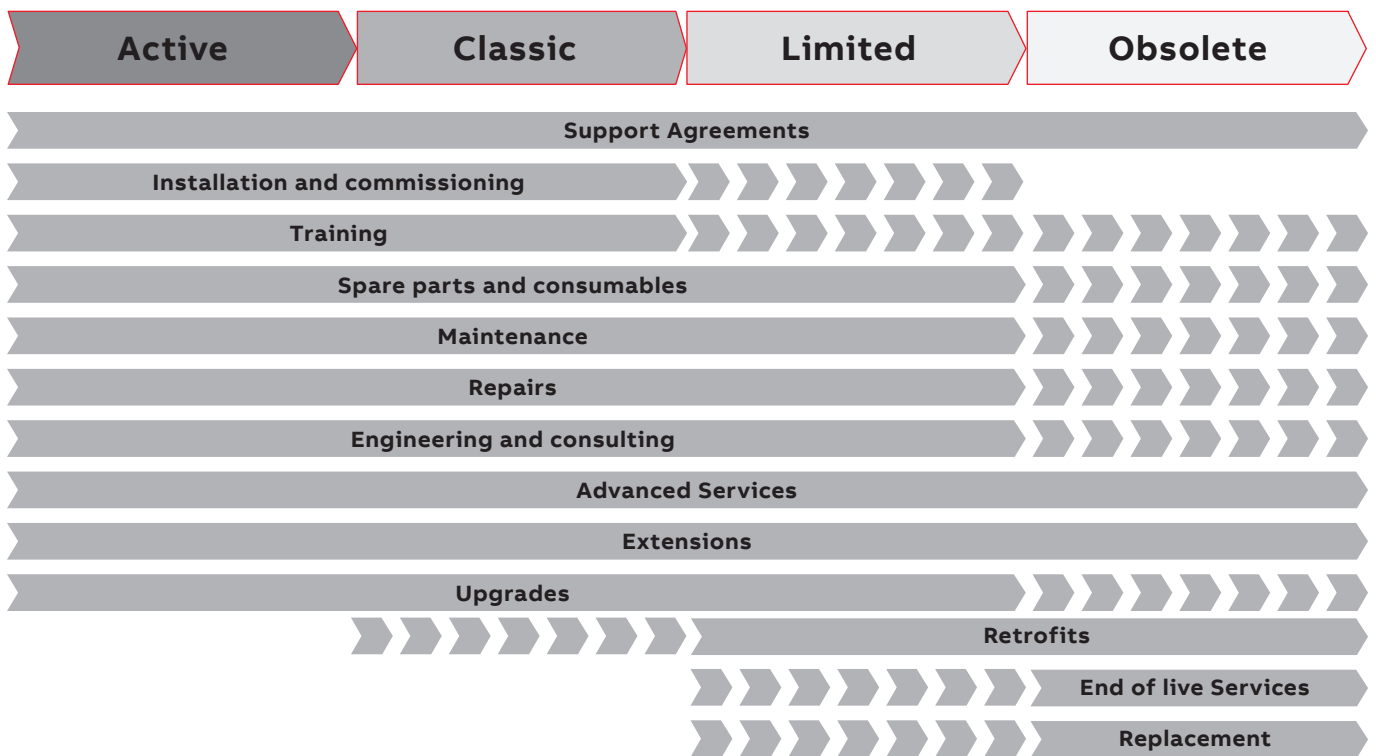 Active
Classic
Limited
Obsolete
Support Agreements
Installation and commissioning
Training
Spare parts and consumables
Maintenance
Repairs
Engineering and consulting
Advanced Services
Extensions
Upgrades
Retrofits
End of live Services
Replacement